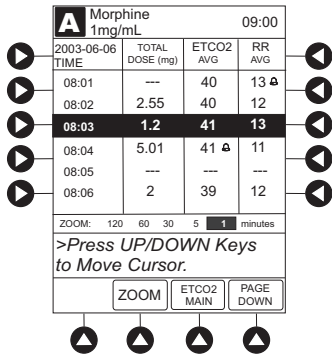 A Morphine 1mg/mL 09:00
2003-06-06 TIME TOTAL DOSE (mg) ETCO2 AVG RR AVG
08:01 --- 40 13
08:02 2.55 40 12
08:03 1.2 41 13
08:04 5.01 41 11
08:05 --- --- ---
08:06 2 39 12
ZOOM: 120 60 30 5 1 minutes
>Press UP/DOWN Keys
to Move Cursor.
ZOOM ETCO2 MAIN PAGE DOWN